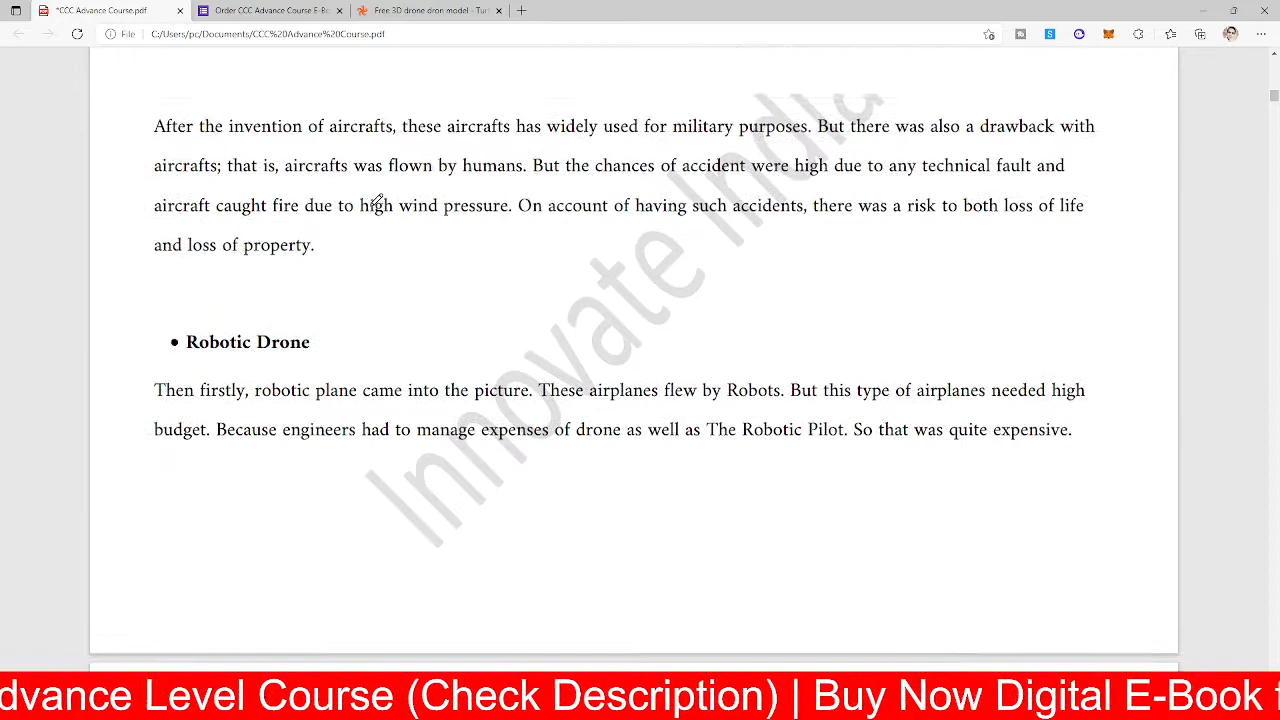 *CCC Advance Course.pdf
Order CCC Advance Course E-Bo
Free 3D drone dron model - Tur
File
C:/Users/pc/Documents/CCC%20Advance%20Course.pdf
After the invention of aircrafts, these aircrafts has widely used for military purposes. But there was also a drawback with
aircrafts; that is, aircrafts was flown by humans. But the chances of accident were high due to any technical fault and
aircraft caught fire due to high wind pressure. On account of having such accidents, there was a risk to both loss of life
and loss of property.
• Robotic Drone
Then firstly, robotic plane came into the picture. These airplanes flew by Robots. But this type of airplanes needed high
budget. Because engineers had to manage expenses of drone as well as The Robotic Pilot. So that was quite expensive.
Innovate India
dvance Level Course (Check Description) | Buy Now Digital E-Book f